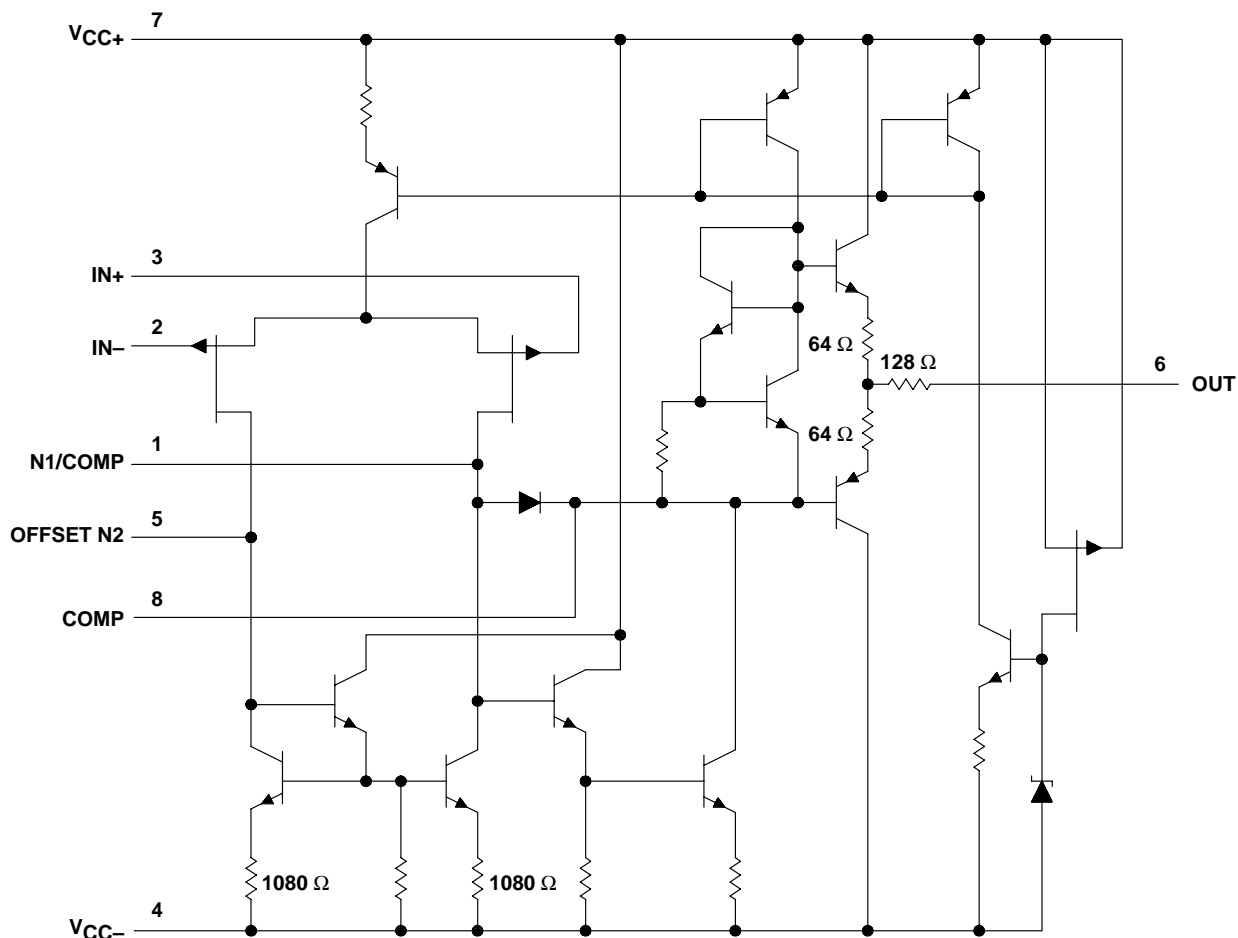 7
VCC+
3
IN+
2
IN–
64 Ω
128 Ω
6
OUT
64 Ω
1
N1/COMP
5
OFFSET N2
8
COMP
1080 Ω
1080 Ω
4
VCC–